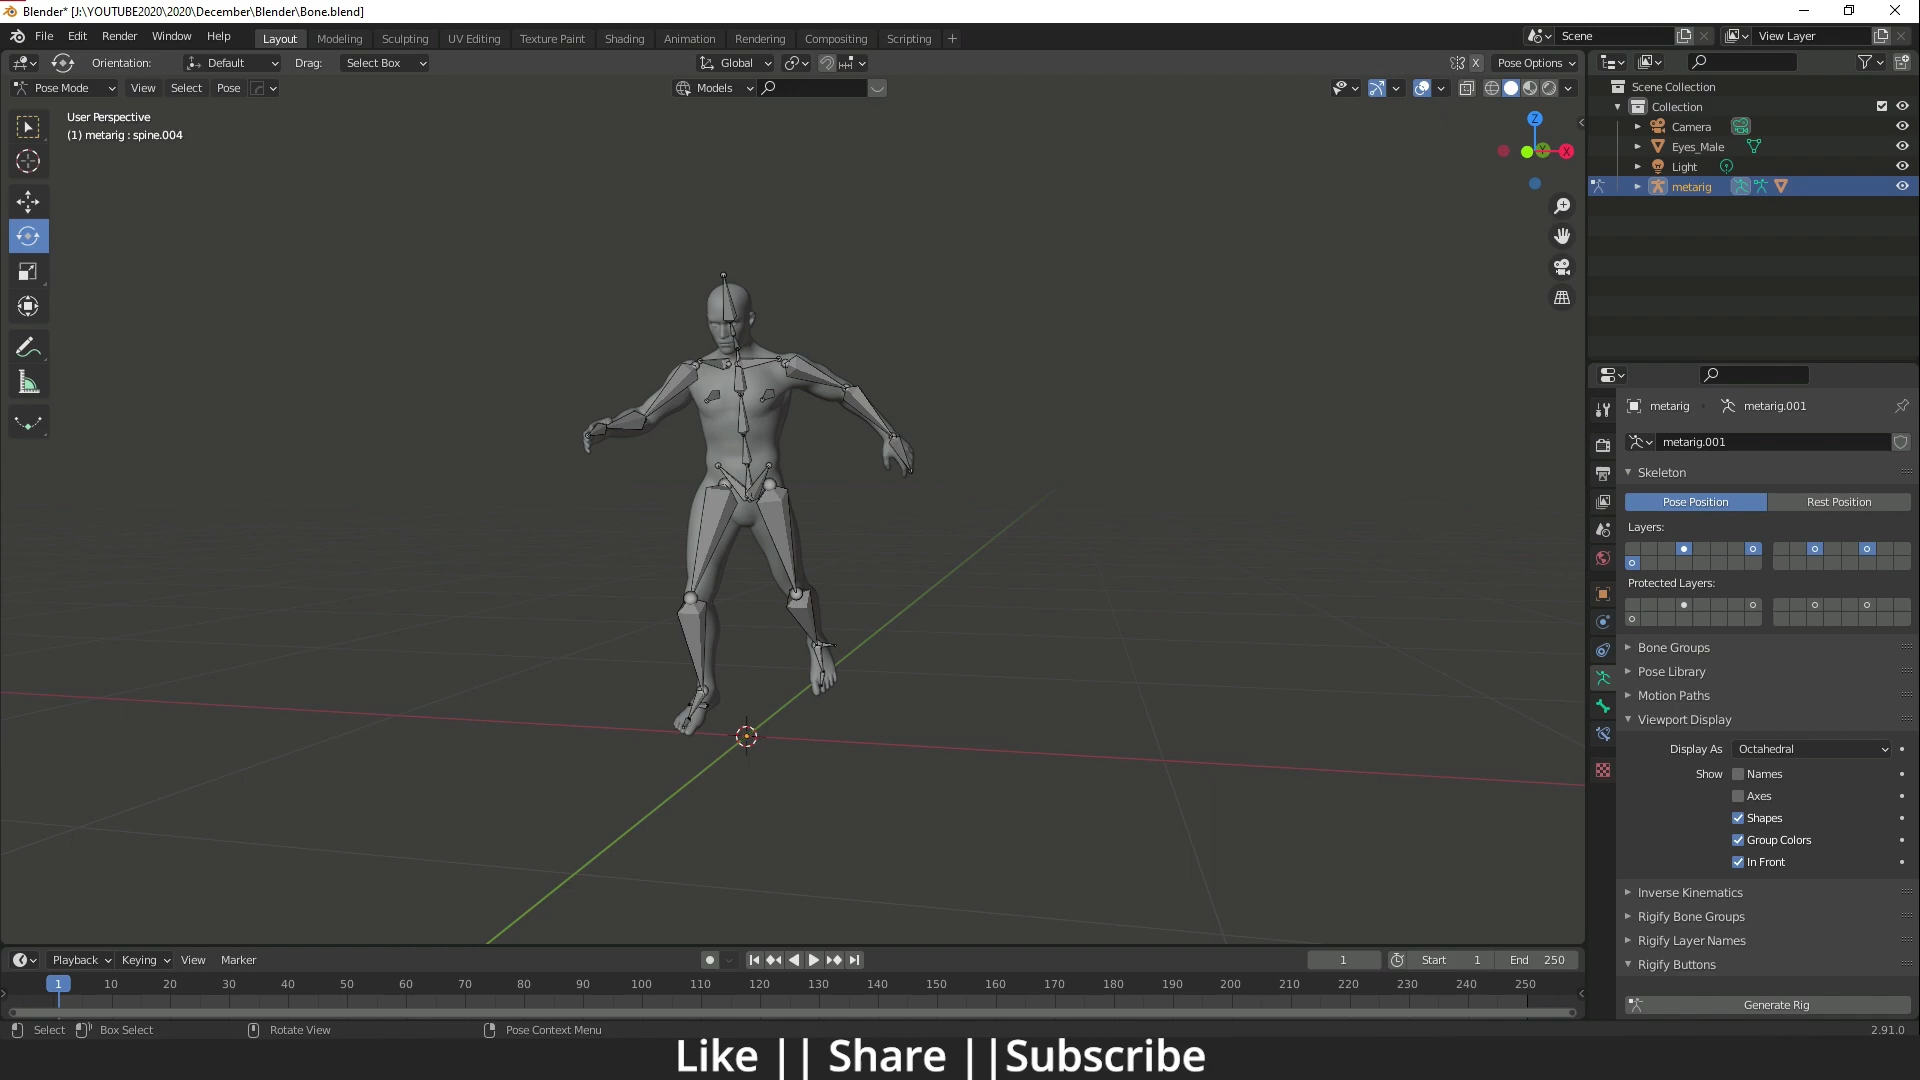 Blender* [J:\YOUTUBE2020\2020\December\Blender\Bone.blend]
File Edit Render Window Help Layout Modeling Sculpting UV Editing Texture Paint Shading Animation Rendering Compositing Scripting + Scene View Layer
Orientation: Default Drag: Select Box Global X Pose Options
Pose Mode View Select Pose Models
User Perspective
(1) metarig : spine.004
Z
Y X
Scene Collection
Collection
Camera
Eyes_Male
Light
metarig
metarig metarig.001
metarig.001
Skeleton
Pose Position Rest Position
Layers:
Protected Layers:
Bone Groups
Pose Library
Motion Paths
Viewport Display
Display As Octahedral
Show Names
Axes
Shapes
Group Colors
In Front
Inverse Kinematics
Rigify Bone Groups
Rigify Layer Names
Rigify Buttons
Generate Rig
Playback Keying View Marker 1 Start 1 End 250
1 10 20 30 40 50 60 70 80 90 100 110 120 130 140 150 160 170 180 190 200 210 220 230 240 250
Select Box Select Rotate View Pose Context Menu 2.91.0
Like || Share ||Subscribe